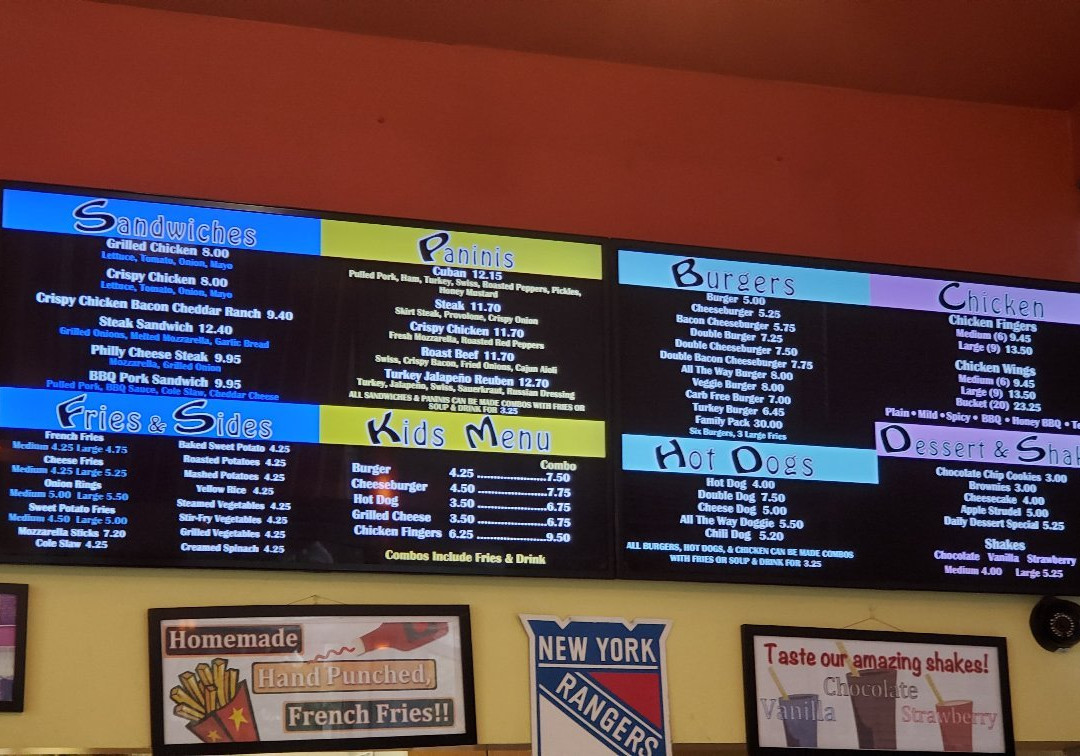 Sandwiches
Grilled Chicken 8.00
Lettuce, Tomato, Onion, Mayo
Crispy Chicken 8.00
Lettuce, Tomato, Onion, Mayo
Crispy Chicken Bacon Cheddar Ranch 9.40
Steak Sandwich 12.40
Grilled Onions, Melted Mozzarella, Garlic Bread
Philly Cheese Steak 9.95
Mozzarella, Grilled Onion
BBQ Pork Sandwich 9.95
Pulled Pork, BBQ Sauce, Cole Slaw, Cheddar Cheese
Fries & Sides
French Fries
Medium 4.25 Large 4.75
Cheese Fries
Medium 4.25 Large 5.25
Onion Rings
Medium 5.00 Large 5.50
Sweet Potato Fries
Medium 4.50 Large 5.00
Mozzarella Sticks 7.20
Cole Slaw 4.25
Baked Sweet Potato 4.25
Roasted Potatoes 4.25
Mashed Potatoes 4.25
Yellow Rice 4.25
Steamed Vegetables 4.25
Stir-Fry Vegetables 4.25
Grilled Vegetables 4.25
Creamed Spinach 4.25
Paninis
Cuban 12.15
Pulled Pork, Ham, Turkey, Swiss, Roasted Peppers, Pickles,
Honey Mustard
Steak 11.70
Skirt Steak, Provolone, Crispy Onion
Crispy Chicken 11.70
Fresh Mozzarella, Roasted Red Peppers
Roast Beef 11.70
Swiss, Crispy Bacon, Fried Onions, Cajun Aioli
Turkey Jalapeño Reuben 12.70
Turkey, Jalapeño, Swiss, Sauerkraut, Russian Dressing
ALL SANDWICHES & PANINIS CAN BE MADE COMBOS WITH FRIES OR
SOUP & DRINK FOR 3.25
Kids Menu
Combo
Burger 4.25 ........................7.50
Cheeseburger 4.50 ........................7.75
Hot Dog 3.50 ........................6.75
Grilled Cheese 3.50 ........................6.75
Chicken Fingers 6.25 ........................9.50
Combos Include Fries & Drink
Burgers
Burger 5.00
Cheeseburger 5.25
Bacon Cheeseburger 5.75
Double Burger 7.25
Double Cheeseburger 7.50
Double Bacon Cheeseburger 7.75
All The Way Burger 8.00
Veggie Burger 8.00
Carb Free Burger 7.00
Turkey Burger 6.45
Family Pack 30.00
Six Burgers, 3 Large Fries
Hot Dogs
Hot Dog 4.00
Double Dog 7.50
Cheese Dog 5.00
All The Way Doggie 5.50
Chili Dog 5.20
ALL BURGERS, HOT DOGS, & CHICKEN CAN BE MADE COMBOS
WITH FRIES OR SOUP & DRINK FOR 3.25
Chicken
Chicken Fingers
Medium (6) 9.45
Large (9) 13.50
Chicken Wings
Medium (6) 9.45
Large (9) 13.50
Bucket (20) 23.25
Plain • Mild • Spicy • BBQ • Honey BBQ • Te
Dessert & Shak
Chocolate Chip Cookies 3.00
Brownies 3.00
Cheesecake 4.00
Apple Strudel 5.00
Daily Dessert Special 5.25
Shakes
Chocolate Vanilla Strawberry
Medium 4.00 Large 5.25
Homemade
Hand Punched,
French Fries!!
NEW YORK
RANGERS
Taste our amazing shakes!
Vanilla
Chocolate
Strawberry